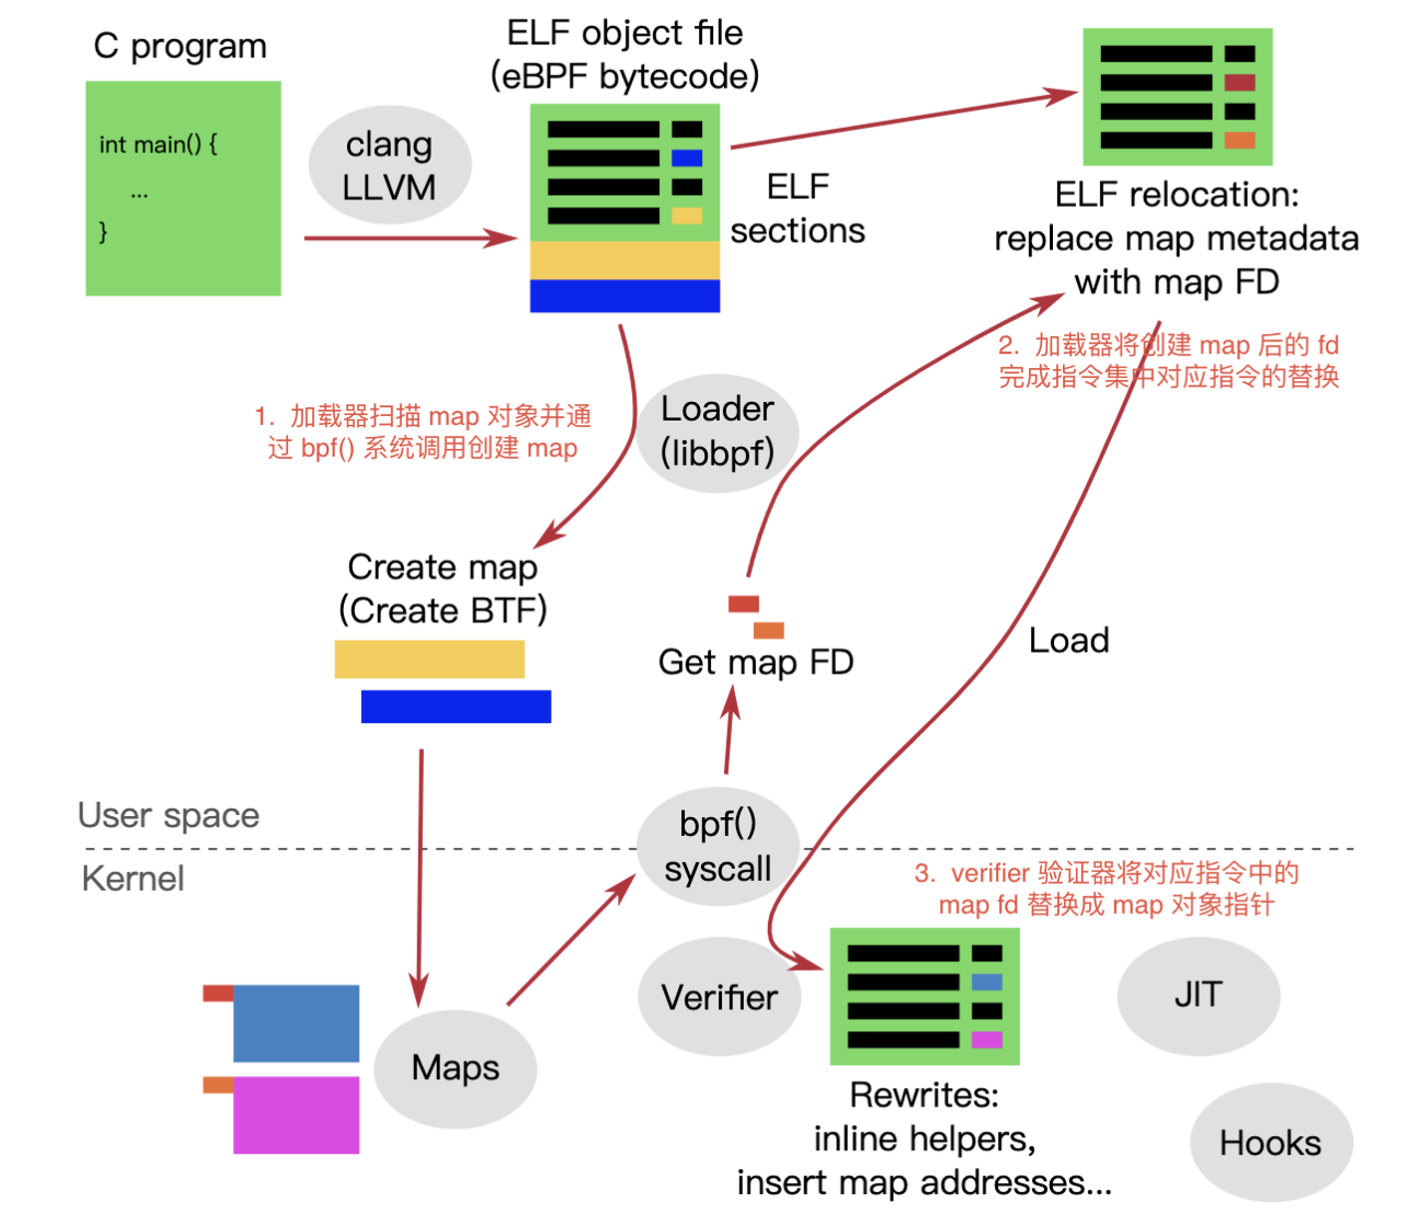 C program
int main() {
...
}
clang
LLVM
ELF object file
(eBPF bytecode)
ELF
sections
ELF relocation:
replace map metadata
with map FD
1. 加载器扫描 map 对象并通
过 bpf() 系统调用创建 map
Loader
(libbpf)
2. 加载器将创建 map 后的 fd
完成指令集中对应指令的替换
Create map
(Create BTF)
Get map FD
Load
User space
Kernel
bpf()
syscall
3. verifier 验证器将对应指令中的
map fd 替换成 map 对象指针
Maps
Verifier
Rewrites:
inline helpers,
insert map addresses...
JIT
Hooks